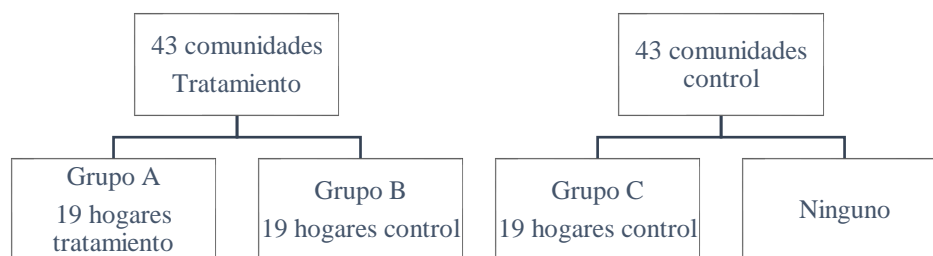 43 comunidades
Tratamiento
43 comunidades
control
Grupo A
19 hogares
tratamiento
Grupo B
19 hogares control
Grupo C
19 hogares control
Ninguno